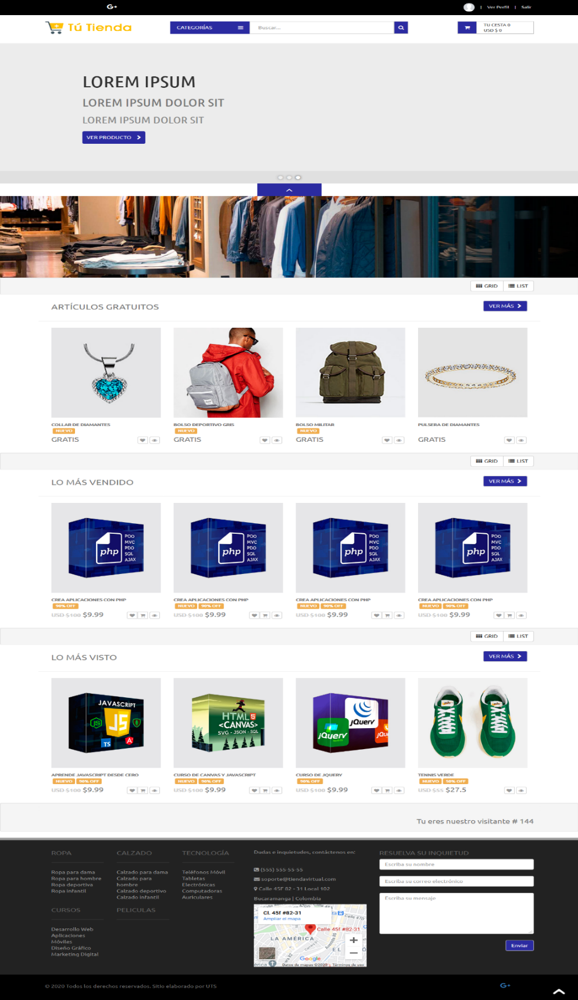 G+
| Ver Perfil | Salir
Tú Tienda
CATEGORÍAS
Buscar...
TU CESTA 0
USD $ 0
LOREM IPSUM
LOREM IPSUM DOLOR SIT
LOREM IPSUM DOLOR SIT
VER PRODUCTO
GRID LIST
ARTÍCULOS GRATUITOS
VER MÁS
COLLAR DE DIAMANTES
NUEVO
GRATIS
BOLSO DEPORTIVO GRIS
NUEVO
GRATIS
BOLSO MILITAR
NUEVO
GRATIS
PULSERA DE DIAMANTES
GRATIS
GRID LIST
LO MÁS VENDIDO
VER MÁS
php
POO
MVC
PDO
SQL
AJAX
CREA APLICACIONES CON PHP
90% OFF
USD $100 $9.99
php
POO
MVC
PDO
SQL
AJAX
CREA APLICACIONES CON PHP
NUEVO 90% OFF
USD $100 $9.99
php
POO
MVC
PDO
SQL
AJAX
CREA APLICACIONES CON PHP
NUEVO 90% OFF
USD $100 $9.99
php
POO
MVC
PDO
SQL
AJAX
CREA APLICACIONES CON PHP
NUEVO 90% OFF
USD $100 $9.99
GRID LIST
LO MÁS VISTO
VER MÁS
JAVASCRIPT
JS
JS
TS
A
APRENDE JAVASCRIPT DESDE CERO
NUEVO 90% OFF
USD $100 $9.99
HTML5
<CANVAS>
SVG - JSON - SQL
CURSO DE CANVAS Y JAVASCRIPT
NUEVO 90% OFF
USD $100 $9.99
jQuery
jQuery
jQu
CURSO DE JQUERY
90% OFF
USD $100 $9.99
TENNIS VERDE
NUEVO 50% OFF
USD $55 $27.5
Tu eres nuestro visitante # 144
ROPA
Ropa para dama
Ropa para hombre
Ropa deportiva
Ropa infantil
CALZADO
Calzado para dama
Calzado para
hombre
Calzado deportivo
Calzado infantil
TECNOLOGÍA
Teléfonos Móvil
Tabletas
Electrónicas
Computadoras
Auriculares
CURSOS
Desarrollo Web
Aplicaciones
Móviles
Diseño Gráfico
Marketing Digital
PELICULAS
Dudas e inquietudes, contáctenos en:
(555) 555-55-55
soporte@tiendavirtual.com
Calle 45F 82 - 31 Local 102
Bucaramanga | Colombia
Cl. 45f #82-31
Ampliar el mapa
Calle 47D
Calle 45f #82-31
LA AMÉRICA
EL
Google
érica
Datos de mapas ©2020 Términos de uso
RESUELVA SU INQUIETUD
Escriba su nombre
Escriba su correo electrónico
Escriba su mensaje
Enviar
© 2020 Todos los derechos reservados. Sitio elaborado por UTS
G+